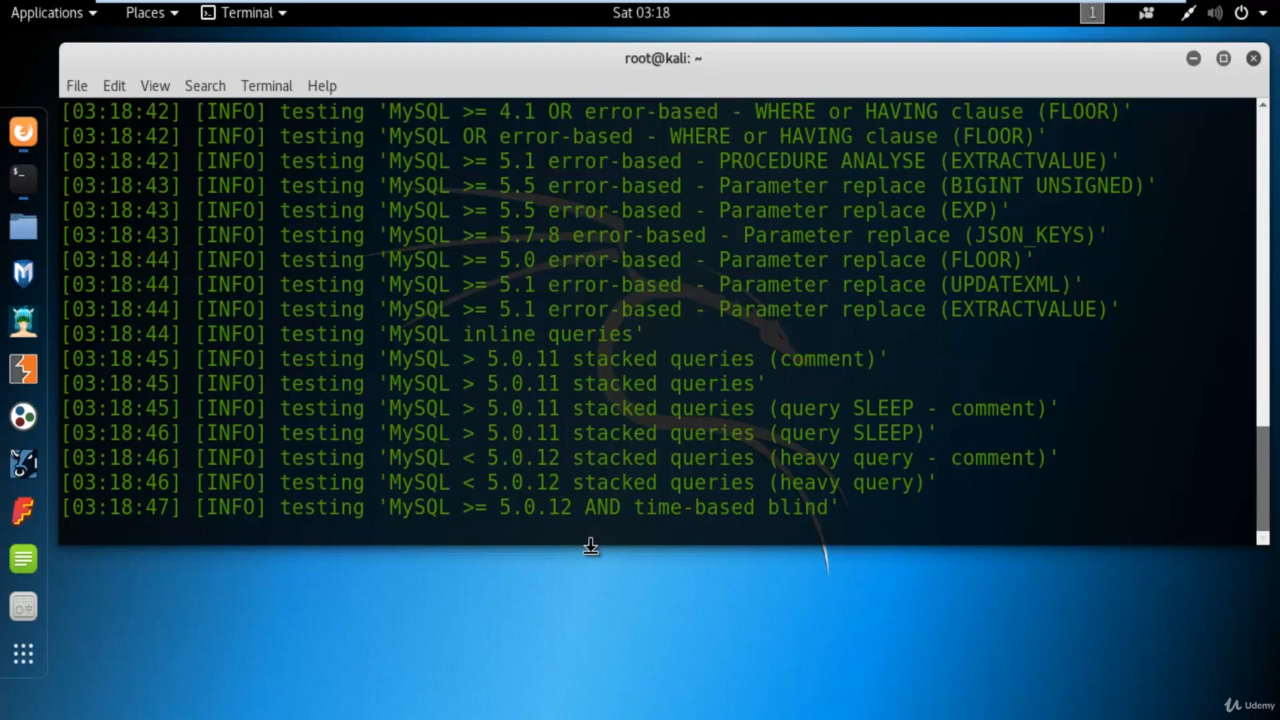 Applications Places Terminal Sat 03:18 1
root@kali: ~
File Edit View Search Terminal Help
[03:18:42] [INFO] testing 'MySQL >= 4.1 OR error-based - WHERE or HAVING clause (FLOOR)'
[03:18:42] [INFO] testing 'MySQL OR error-based - WHERE or HAVING clause (FLOOR)'
[03:18:42] [INFO] testing 'MySQL >= 5.1 error-based - PROCEDURE ANALYSE (EXTRACTVALUE)'
[03:18:43] [INFO] testing 'MySQL >= 5.5 error-based - Parameter replace (BIGINT UNSIGNED)'
[03:18:43] [INFO] testing 'MySQL >= 5.5 error-based - Parameter replace (EXP)'
[03:18:43] [INFO] testing 'MySQL >= 5.7.8 error-based - Parameter replace (JSON_KEYS)'
[03:18:44] [INFO] testing 'MySQL >= 5.0 error-based - Parameter replace (FLOOR)'
[03:18:44] [INFO] testing 'MySQL >= 5.1 error-based - Parameter replace (UPDATEXML)'
[03:18:44] [INFO] testing 'MySQL >= 5.1 error-based - Parameter replace (EXTRACTVALUE)'
[03:18:44] [INFO] testing 'MySQL inline queries'
[03:18:45] [INFO] testing 'MySQL > 5.0.11 stacked queries (comment)'
[03:18:45] [INFO] testing 'MySQL > 5.0.11 stacked queries'
[03:18:45] [INFO] testing 'MySQL > 5.0.11 stacked queries (query SLEEP - comment)'
[03:18:46] [INFO] testing 'MySQL > 5.0.11 stacked queries (query SLEEP)'
[03:18:46] [INFO] testing 'MySQL < 5.0.12 stacked queries (heavy query - comment)'
[03:18:46] [INFO] testing 'MySQL < 5.0.12 stacked queries (heavy query)'
[03:18:47] [INFO] testing 'MySQL >= 5.0.12 AND time-based blind'
Udemy